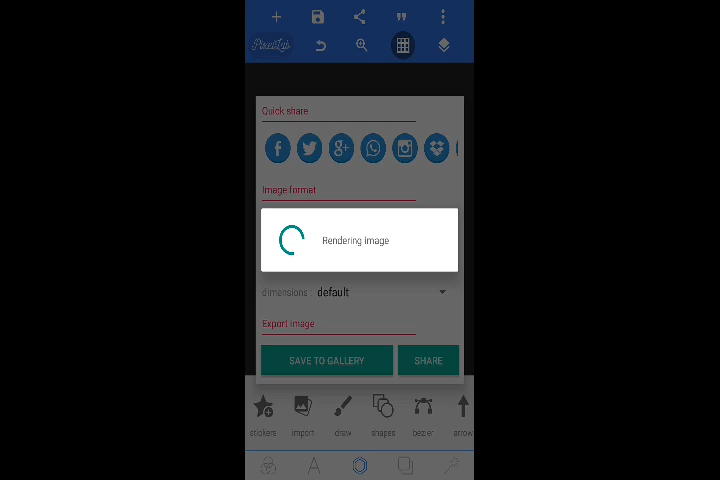 PixelLab
Quick share
Image format
Rendering image
dimensions : default
Export image
SAVE TO GALLERY
SHARE
stickers
import
draw
shapes
bezier
arrow